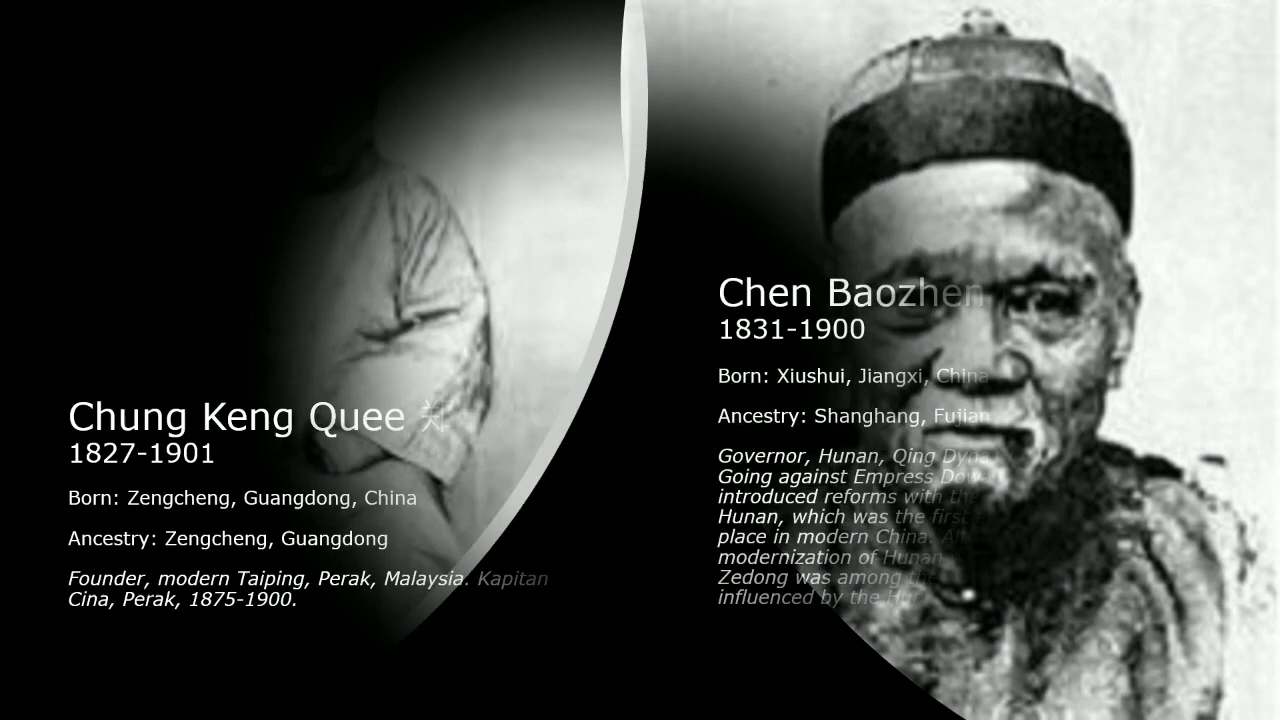 Chung Keng Quee 郑
1827-1901
Born: Zengcheng, Guangdong, China
Ancestry: Zengcheng, Guangdong
Founder, modern Taiping, Perak, Malaysia. Kapitan
Cina, Perak, 1875-1900.
Chen Baozhen
1831-1900
Born: Xiushui, Jiangxi, China
Ancestry: Shanghang, Fujian
Governor, Hunan, Qing
Going against Empress
introduced reforms with the
Hunan, which was the first
place in modern China.
modernization of Hunan
Zedong was among the
influenced by the